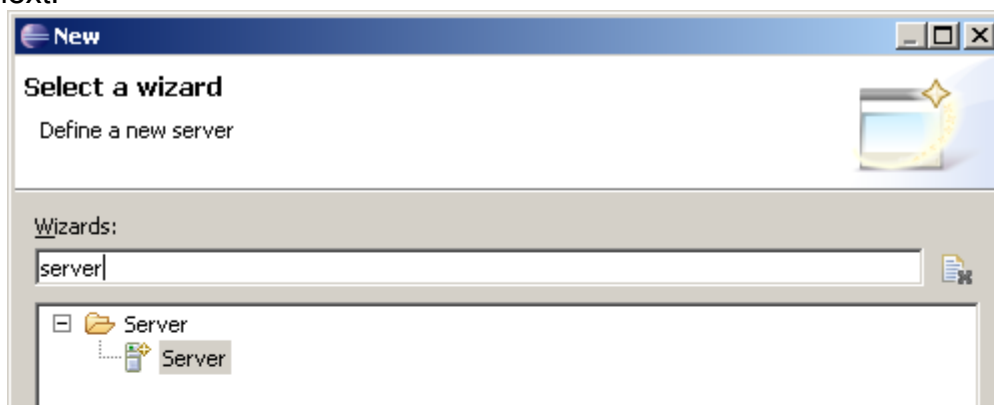 next.
New
Select a wizard
Define a new server
Wizards:
server
Server
Server